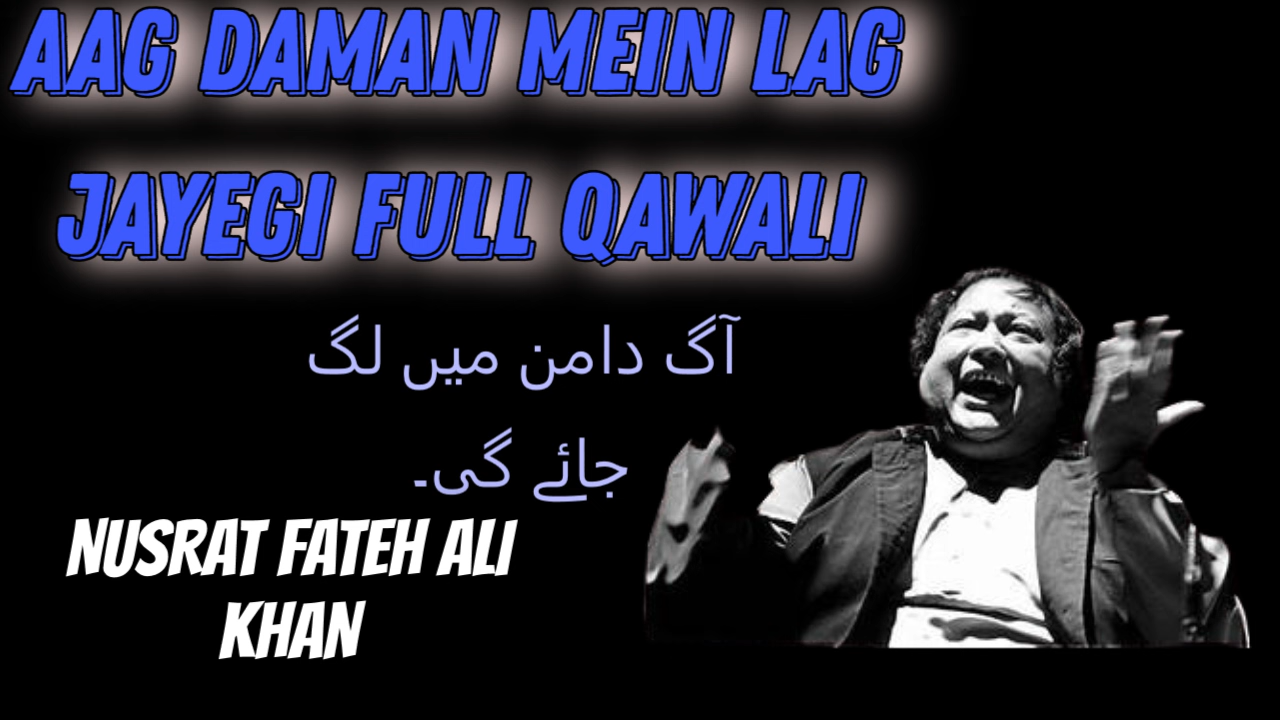 AAG DAMAN MEIN LAG
JAYEGI FULL QAWALI
آگ دامن میں لگ
جائے گی۔
NUSRAT FATEH ALI
KHAN